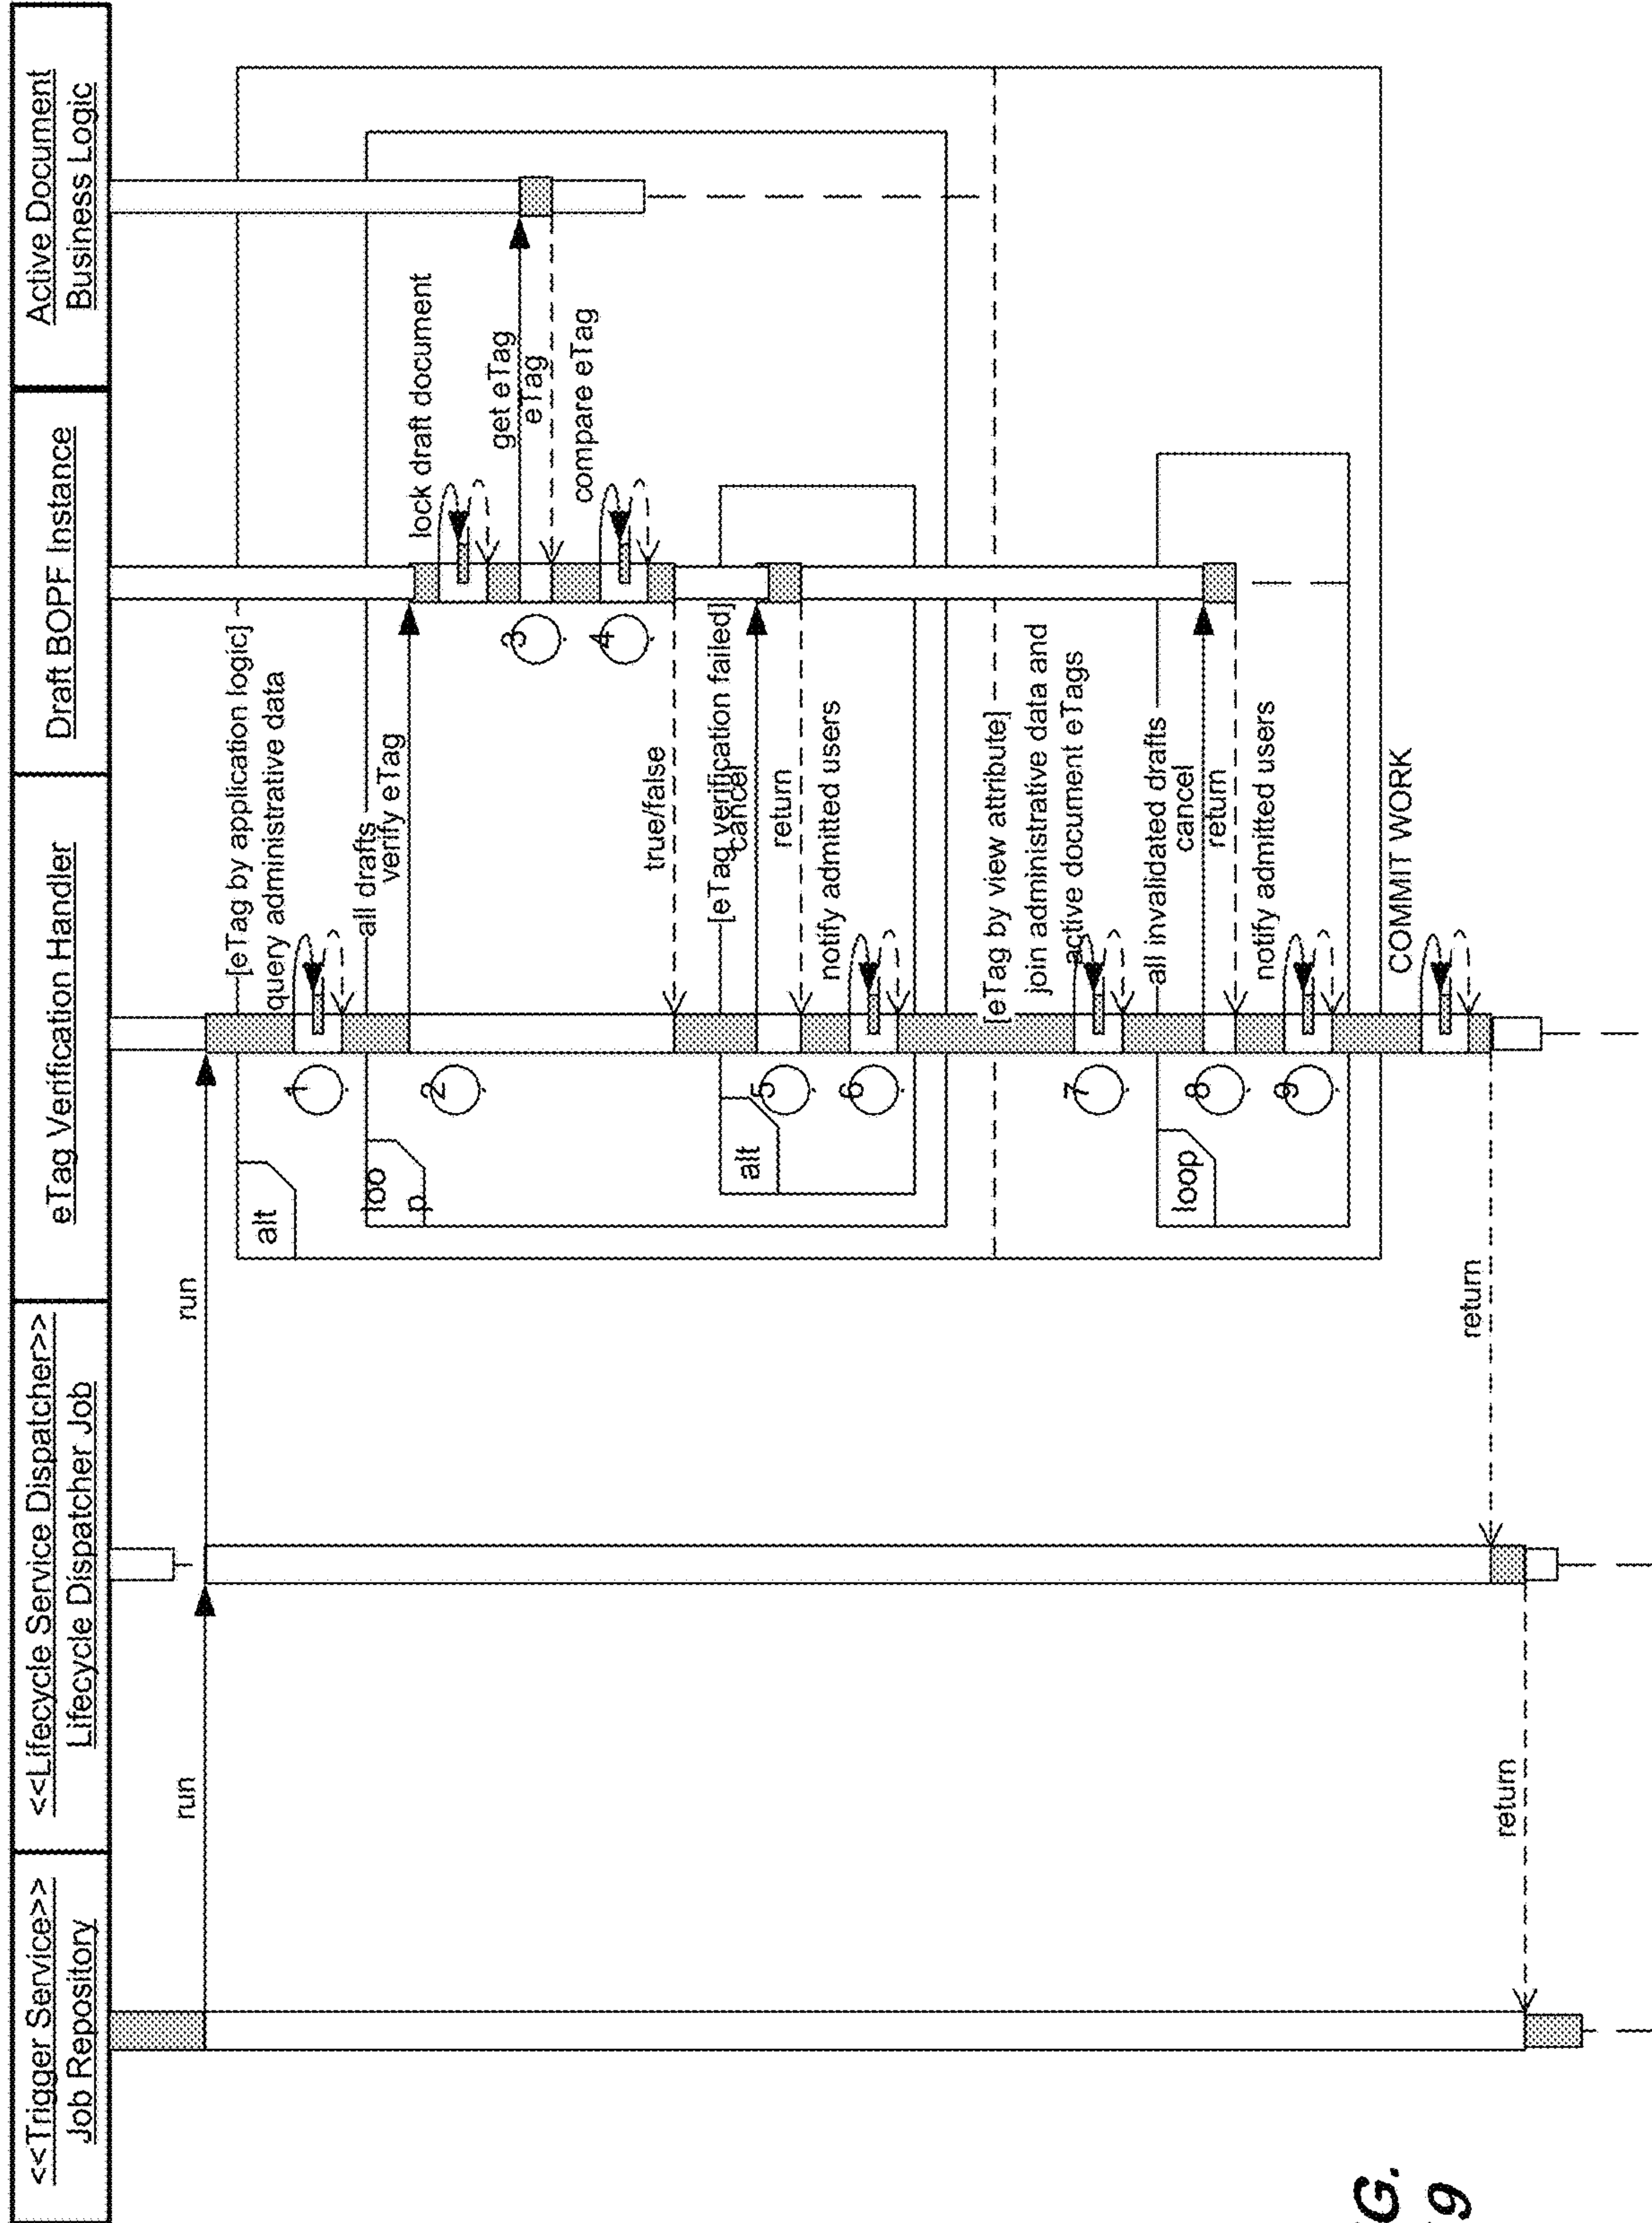 <<Trigger Service>>
Job Repository
<<Lifecycle Service Dispatcher>>
Lifecycle Dispatcher Job
eTag Verification Handler
Draft BOPF Instance
Active Document
Business Logic
run
run
alt
[eTag by application logic]
query administrative data
1
loo
p
all drafts
verify eTag
2
lock draft document
get eTag
3
eTag
compare eTag
4
true/false
alt
[eTag verification failed]
cancel
5
return
notify admitted users
6
[eTag by view attribute]
join administrative data and
active document eTags
7
loop
all invalidated drafts
cancel
8
return
notify admitted users
9
COMMIT WORK
return
return
G.
9